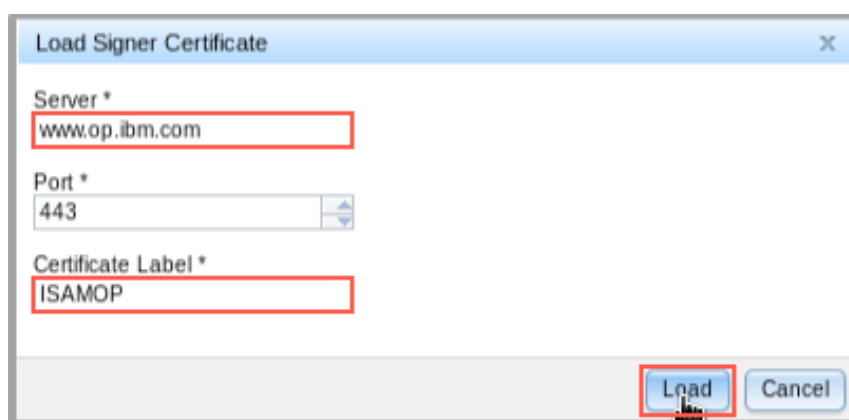 Load Signer Certificate x
Server *
www.op.ibm.com
Port *
443
Certificate Label *
ISAMOP
Load Cancel